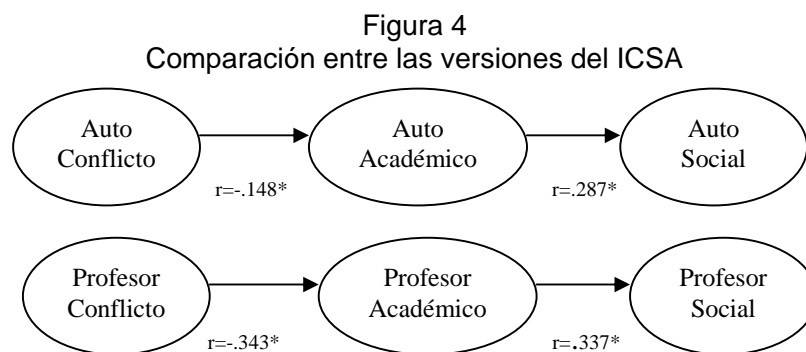 Figura 4
Comparación entre las versiones del ICSA
Auto
Conflicto
Auto
Académico
Auto
Social
r=-.148*
r=.287*
Profesor
Conflicto
Profesor
Académico
Profesor
Social
r=-.343*
r=.337*